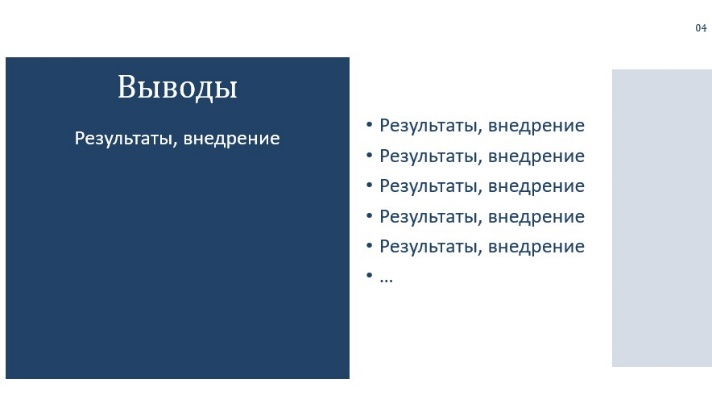 04
Выводы
Результаты, внедрение
• Результаты, внедрение
• Результаты, внедрение
• Результаты, внедрение
• Результаты, внедрение
• Результаты, внедрение
• ...